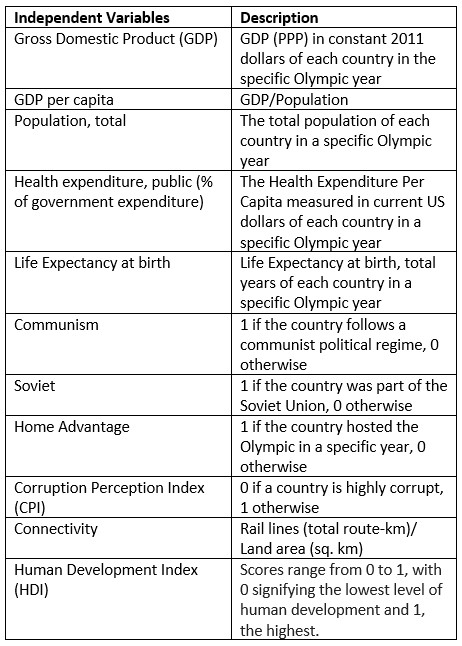 Independent Variables Description
Gross Domestic Product (GDP) GDP (PPP) in constant 2011
dollars of each country in the
specific Olympic year
GDP per capita GDP/Population
Population, total The total population of each
country in a specific Olympic
year
Health expenditure, public (% The Health Expenditure Per
of government expenditure) Capita measured in current US
dollars of each country in a
specific Olympic year
Life Expectancy at birth Life Expectancy at birth, total
years of each country in a
specific Olympic year
Communism 1 if the country follows a
communist political regime, 0
otherwise
Soviet 1 if the country was part of the
Soviet Union, 0 otherwise
Home Advantage 1 if the country hosted the
Olympic in a specific year, 0
otherwise
Corruption Perception Index 0 if a country is highly corrupt,
(CPI) 1 otherwise
Connectivity Rail lines (total route-km)/
Land area (sq. km)
Human Development Index Scores range from 0 to 1, with
(HDI) 0 signifying the lowest level of
human development and 1,
the highest.